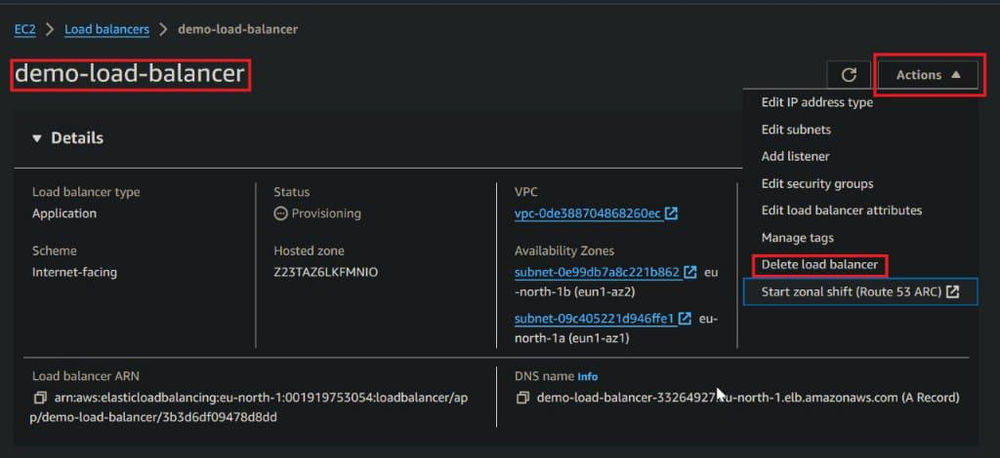 EC2 > Load balancers > demo-load-balancer
demo-load-balancer
Actions
Edit IP address type
Edit subnets
Add listener
Edit security groups
Edit load balancer attributes
Manage tags
Delete load balancer
Start zonal shift (Route 53 ARC)
Details
Load balancer type
Application
Status
Provisioning
VPC
vpc-0de388704868260ec
Scheme
Internet-facing
Hosted zone
Z23TAZ6LKFMNIO
Availability Zones
subnet-0e99db7a8c221b862 eu
-north-1b (eun1-az2)
subnet-09c405221d946ffe1 eu-
north-1a (eun1-az1)
Load balancer ARN
arn:aws:elasticloadbalancing:eu-north-1:001919753054:loadbalancer/ap
p/demo-load-balancer/3b3d6df09478d8dd
DNS name Info
demo-load-balancer-33264927.eu-north-1.elb.amazonaws.com (A Record)